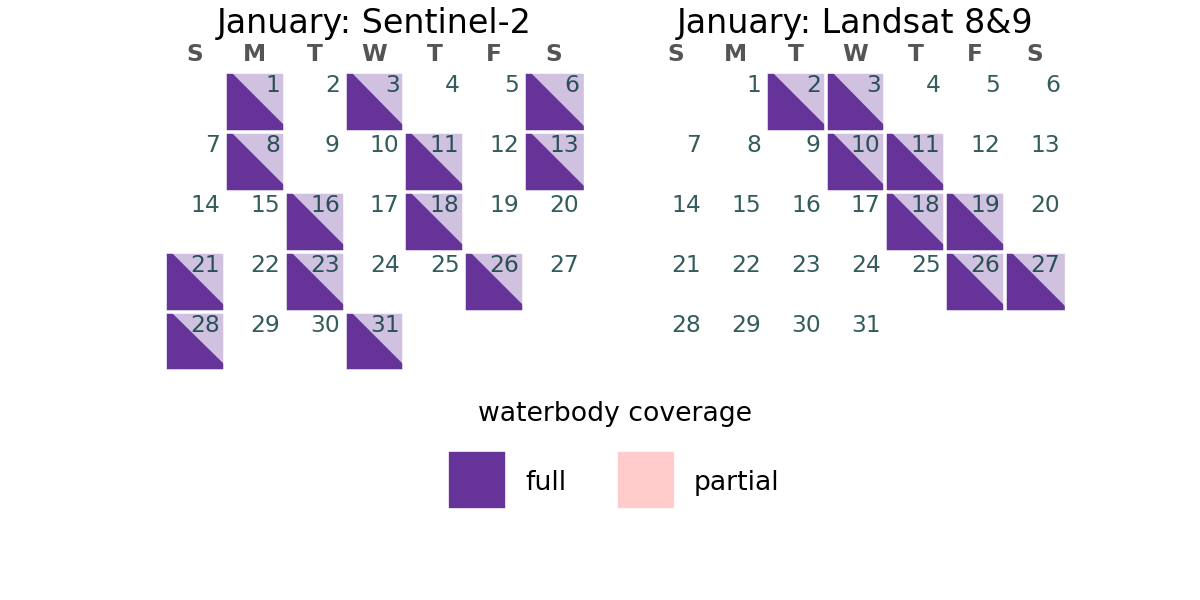 January: Sentinel-2
S M T W T F S
1 2 3 4 5 6
7 8 9 10 11 12 13
14 15 16 17 18 19 20
21 22 23 24 25 26 27
28 29 30 31
January: Landsat 8&9
S M T W T F S
1 2 3 4 5 6
7 8 9 10 11 12 13
14 15 16 17 18 19 20
21 22 23 24 25 26 27
28 29 30 31
waterbody coverage
full partial